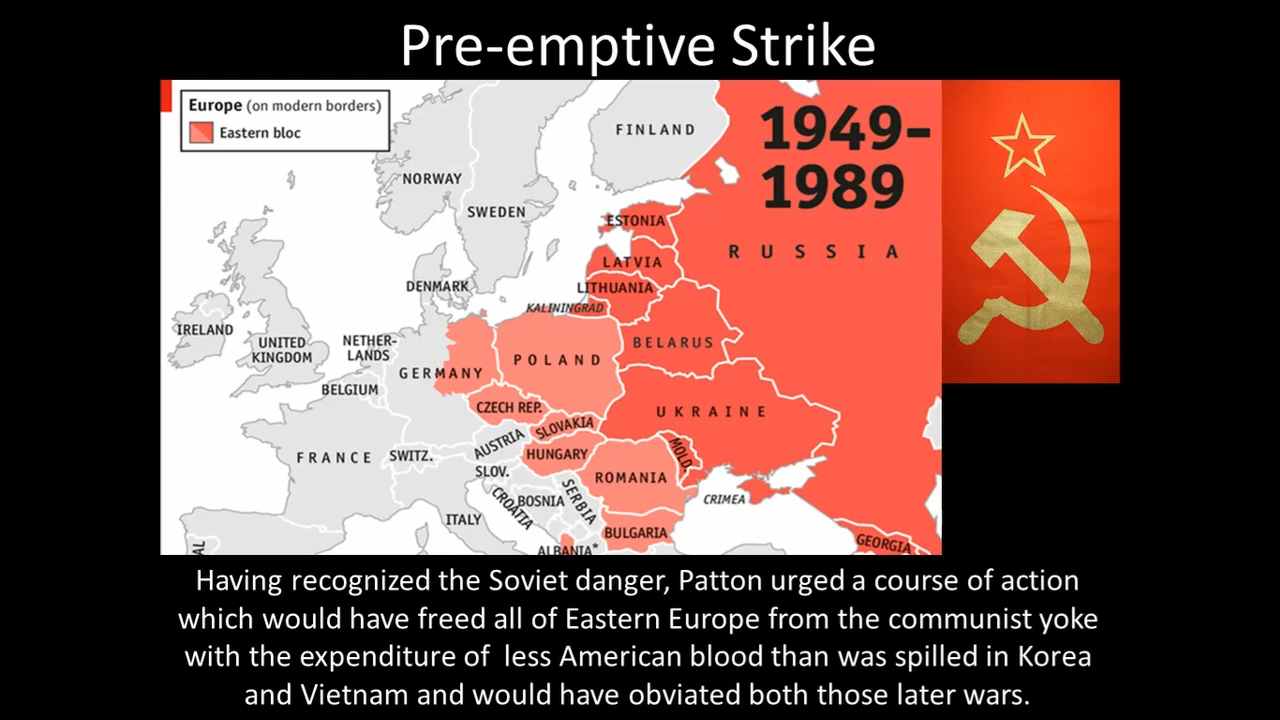 Pre-emptive Strike
Europe (on modern borders)
Eastern bloc
1949-
1989
FINLAND
NORWAY
SWEDEN
ESTONIA
RUSSIA
LATVIA
DENMARK
LITHUANIA
KALININGRAD
IRELAND
UNITED
KINGDOM
NETHER-
LANDS
BELARUS
POLAND
GERMANY
BELGIUM
CZECH REP.
UKRAINE
SLOVAKIA
AUSTRIA
FRANCE
SWITZ.
HUNGARY
MOLD.
SLOV.
ROMANIA
CROATIA
BOSNIA
SERBIA
CRIMEA
ITALY
BULGARIA
ALBANIA*
GEORGIA
AL
Having recognized the Soviet danger, Patton urged a course of action
which would have freed all of Eastern Europe from the communist yoke
with the expenditure of less American blood than was spilled in Korea
and Vietnam and would have obviated both those later wars.